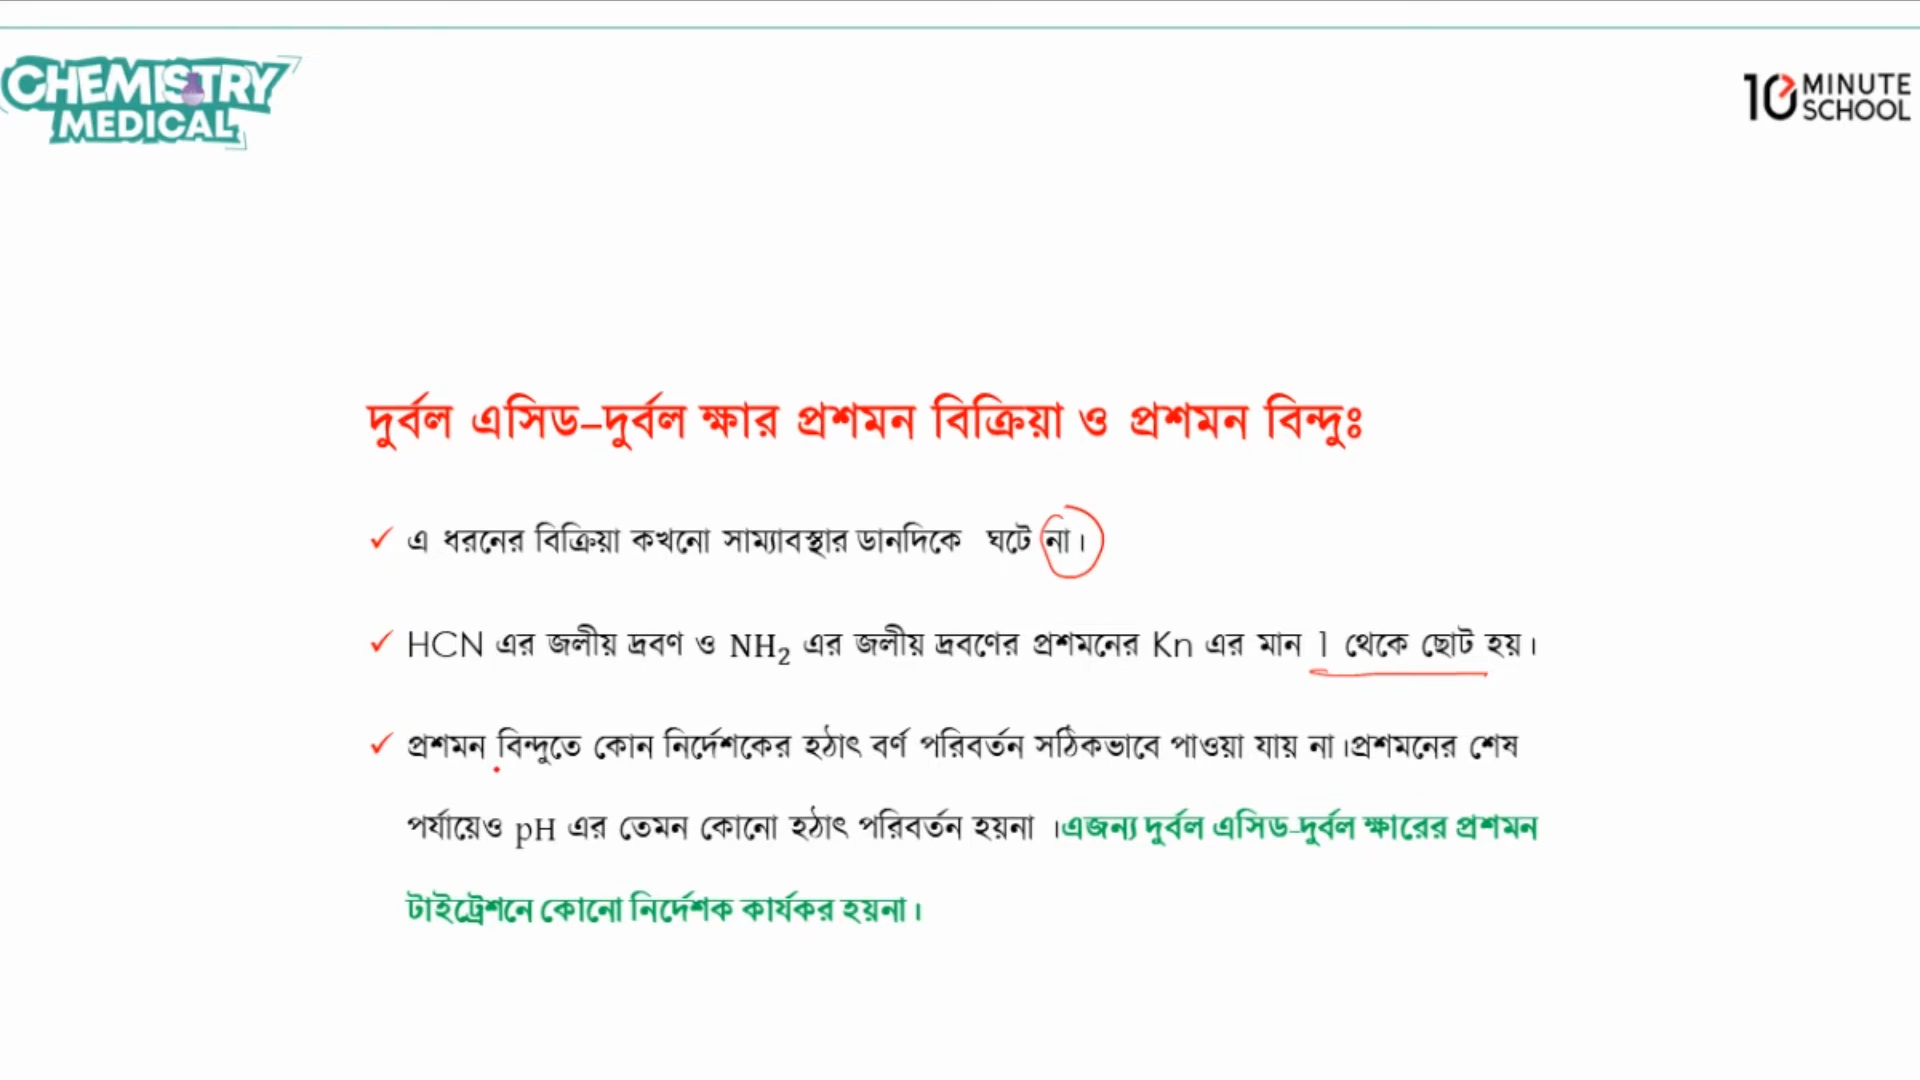 CHEMISTRY
MEDICAL
10 MINUTE
SCHOOL
দুর্বল এসিড-দুর্বল ক্ষার প্রশমন বিক্রিয়া ও প্রশমন বিন্দুঃ
✓ এ ধরনের বিক্রিয়া কখনো সাম্যাবস্থার ডানদিকে ঘটে না।
✓ HCN এর জলীয় দ্রবণ ও NH₂ এর জলীয় দ্রবণের প্রশমনের Kn এর মান 1 থেকে ছোট হয়।
✓ প্রশমন বিন্দুতে কোন নির্দেশকের হঠাৎ বর্ণ পরিবর্তন সঠিকভাবে পাওয়া যায় না।প্রশমনের শেষ
পর্যায়েও pH এর তেমন কোনো হঠাৎ পরিবর্তন হয়না ।এজন্য দুর্বল এসিড-দুর্বল ক্ষারের প্রশমন
টাইট্রেশনে কোনো নির্দেশক কার্যকর হয়না।